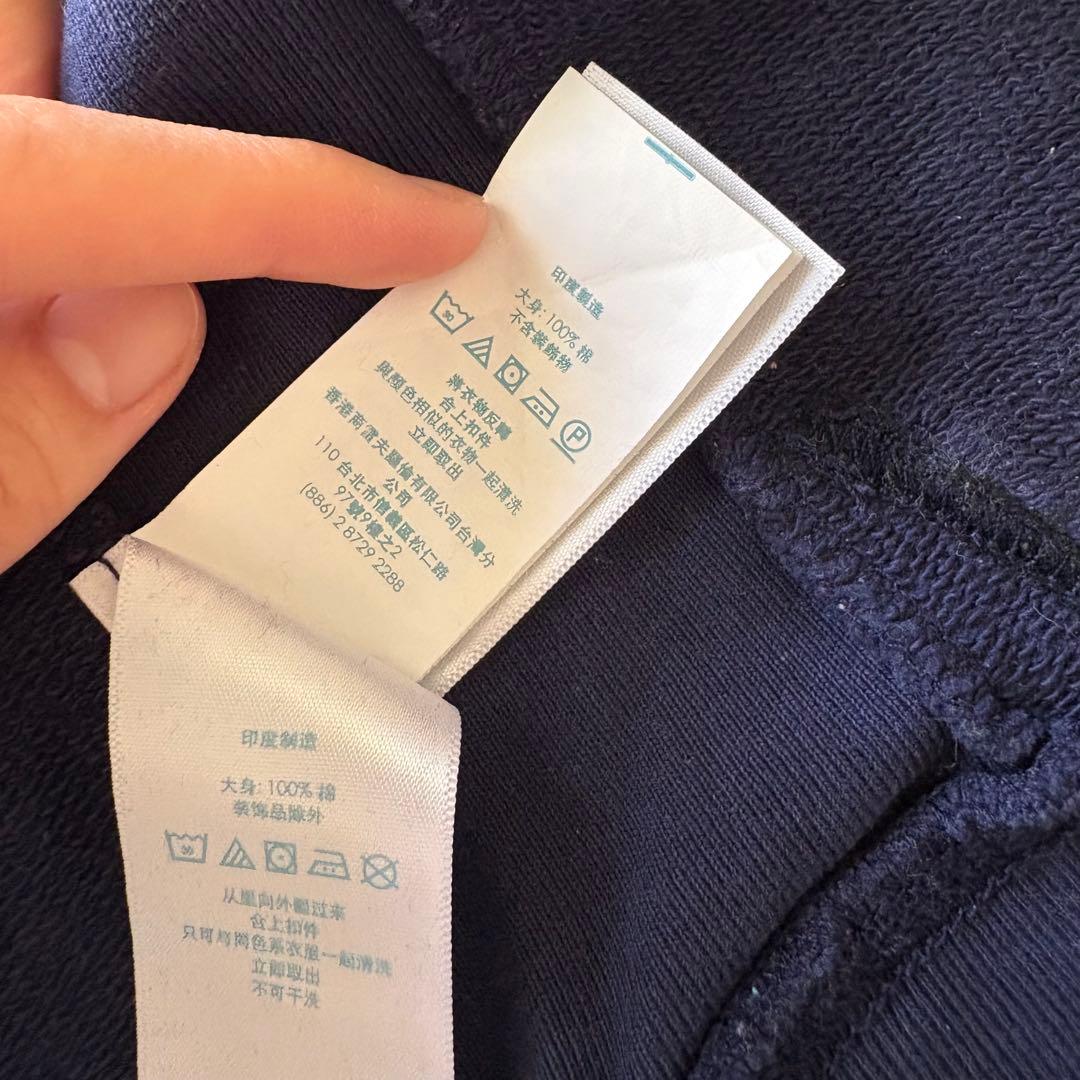 印度製造
大身: 100% 棉
不含裝飾物
30
P
將衣物反轉
合上扣件
立即取出
與顏色相似的衣物一起清洗
香港商雷夫羅倫有限公司台灣分
公司
110 台北市信義區松仁路
97號9樓之2
(886)2 8729 2288
印度制造
大身: 100% 棉
装饰品除外
30
从里向外翻过来
合上扣件
只可与同色系衣服一起清洗
立即取出
不可干洗